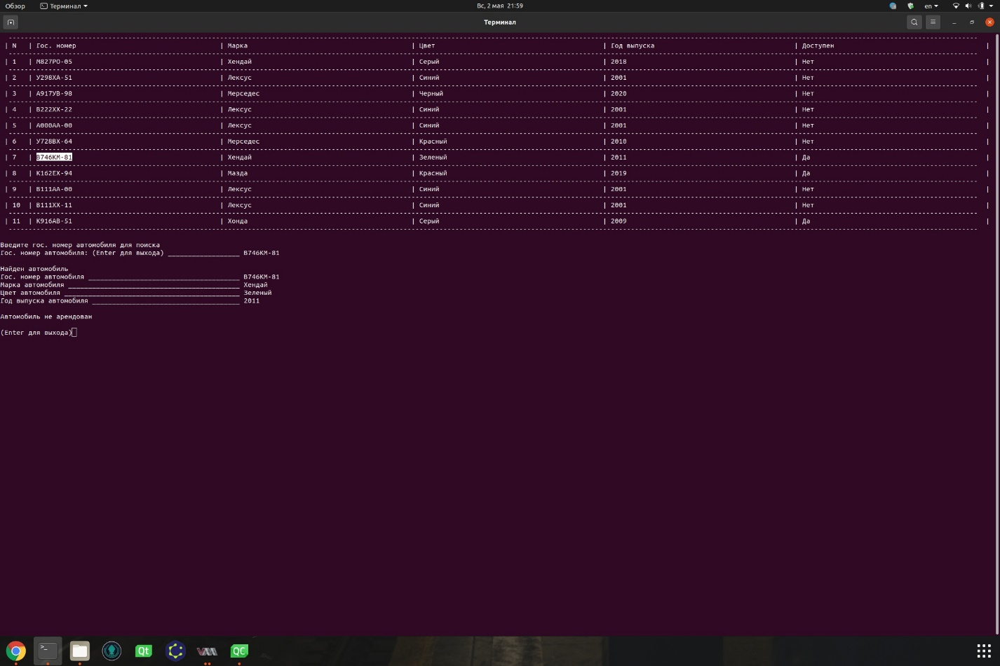 Обзор Терминал Вс, 2 мая 21:59 en
Терминал
| N | Гос. номер | Марка | Цвет | Год выпуска | Доступен |
| 1 | М827РО-05 | Хендай | Серый | 2018 | Нет |
| 2 | У298ХА-51 | Лексус | Синий | 2001 | Нет |
| 3 | А917УВ-98 | Мерседес | Черный | 2020 | Нет |
| 4 | В222ХХ-22 | Лексус | Синий | 2001 | Нет |
| 5 | А000АА-00 | Лексус | Синий | 2001 | Нет |
| 6 | У728ВХ-64 | Мерседес | Красный | 2010 | Нет |
| 7 | В746КМ-81 | Хендай | Зеленый | 2011 | Да |
| 8 | К162ЕХ-94 | Мазда | Красный | 2019 | Да |
| 9 | В111АА-00 | Лексус | Синий | 2001 | Нет |
| 10 | В111ХХ-11 | Лексус | Синий | 2001 | Нет |
| 11 | К916АВ-51 | Хонда | Серый | 2009 | Да |
Введите гос. номер автомобиля для поиска
Гос. номер автомобиля: (Enter для выхода) __________________ В746КМ-81
Найден автомобиль
Гос. номер автомобиля ______________________________________ В746КМ-81
Марка автомобиля ___________________________________________ Хендай
Цвет автомобиля ____________________________________________ Зеленый
Год выпуска автомобиля _____________________________________ 2011
Автомобиль не арендован
(Enter для выхода)
>_ Qt QC